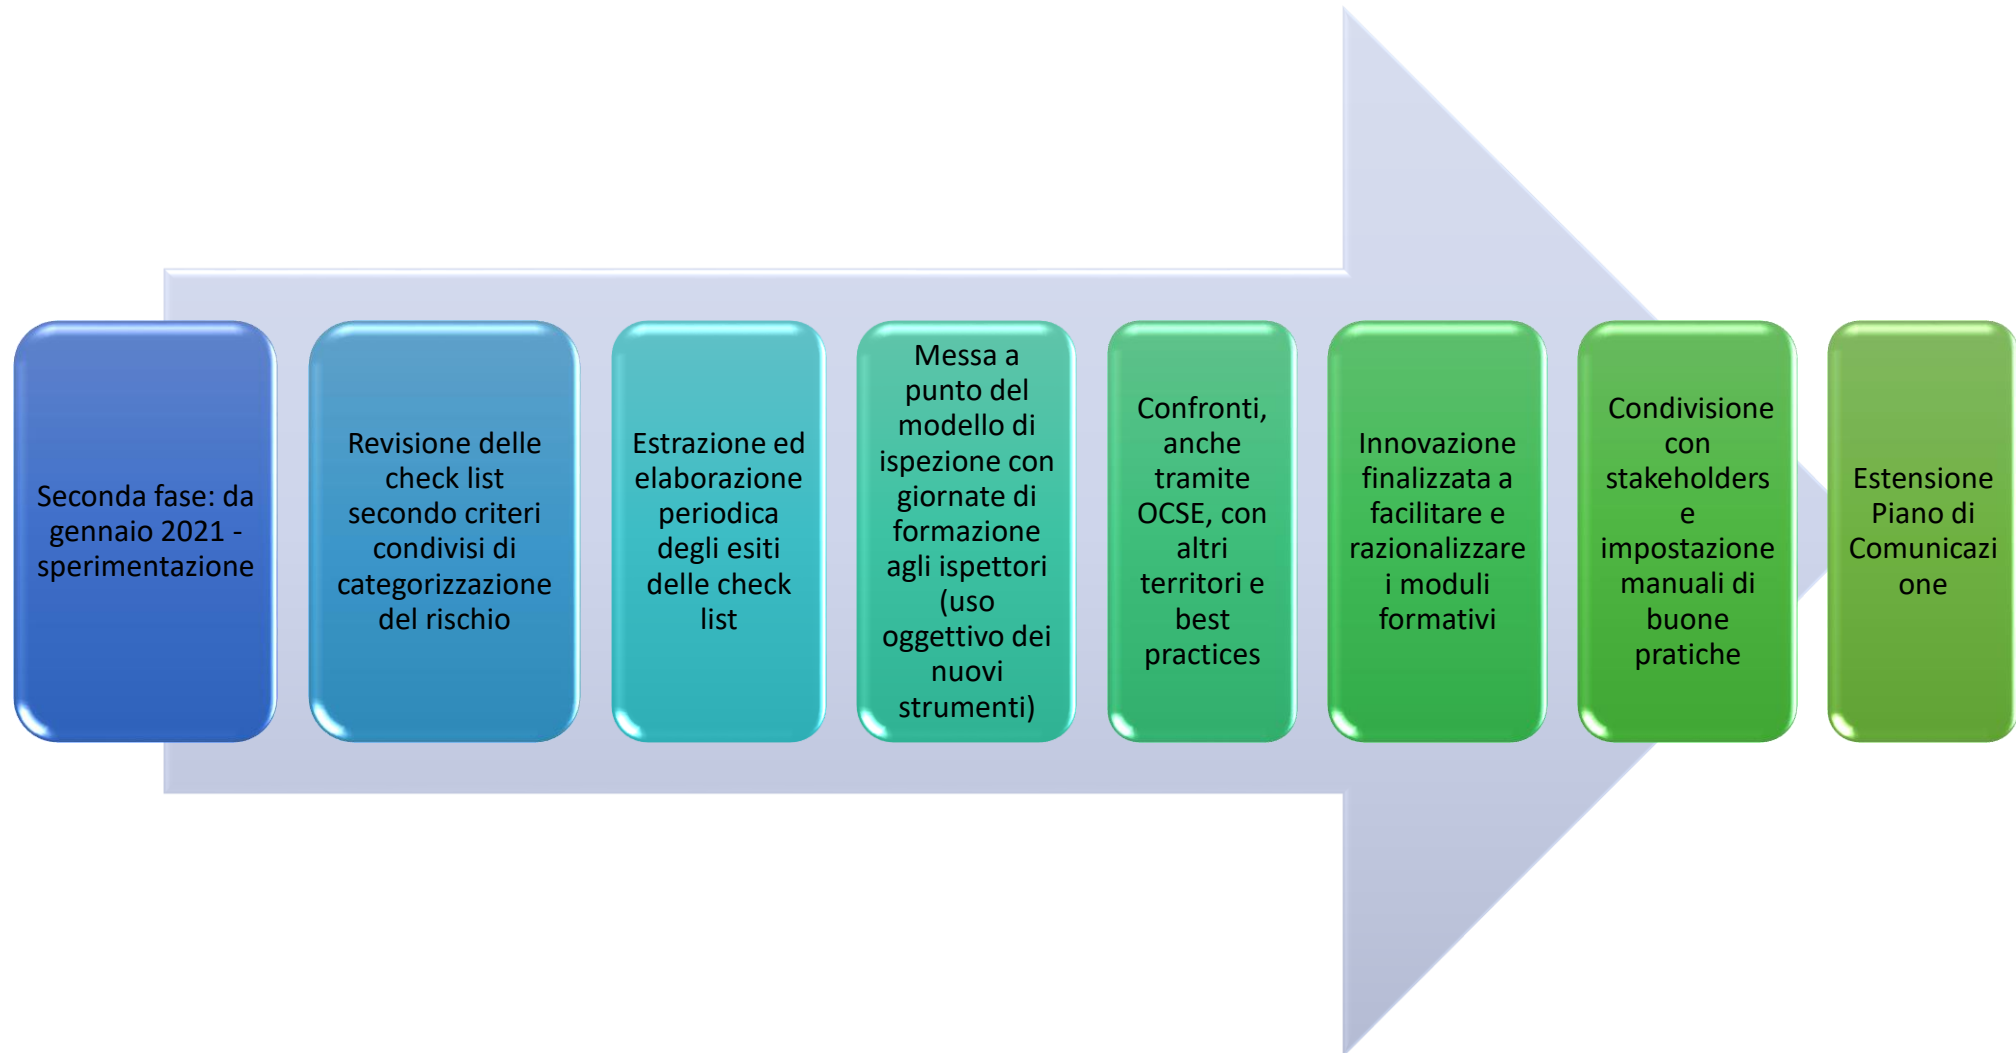 Seconda fase: da
gennaio 2021 -
sperimentazione
Revisione delle
check list
secondo criteri
condivisi di
categorizzazione
del rischio
Estrazione ed
elaborazione
periodica
degli esiti
delle check
list
Messa a
punto del
modello di
ispezione con
giornate di
formazione
agli ispettori
(uso
oggettivo dei
nuovi
strumenti)
Confronti,
anche
tramite
OCSE, con
altri
territori e
best
practices
Innovazione
finalizzata a
facilitare e
razionalizzare
i moduli
formativi
Condivisione
con
stakeholders
e
impostazione
manuali di
buone
pratiche
Estensione
Piano di
Comunicazi
one